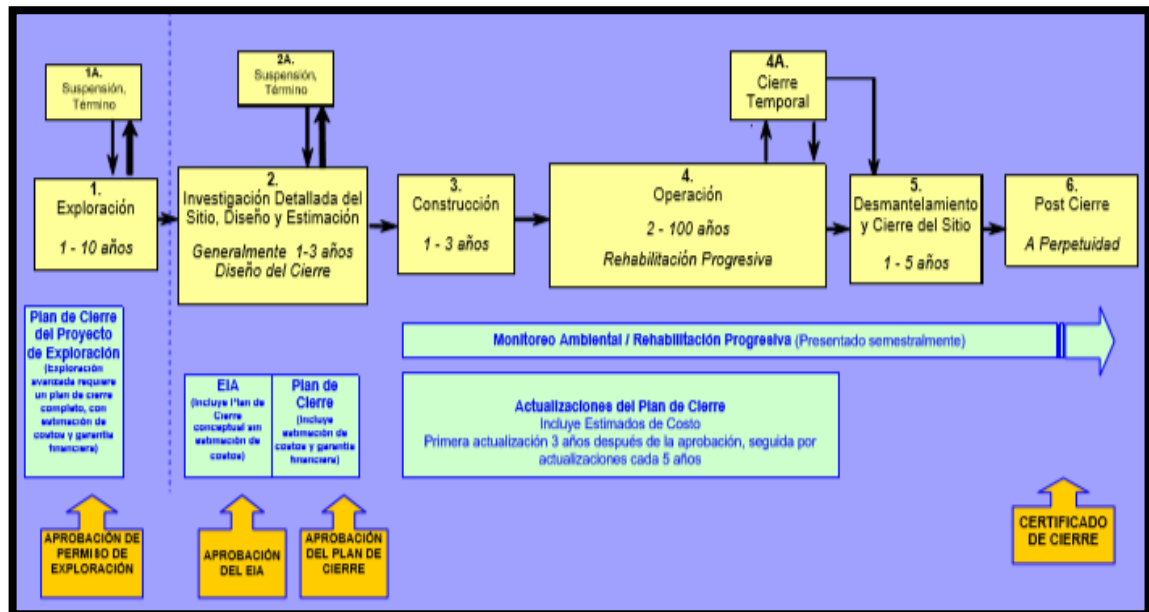 1A.
Suspensión,
Término
2A.
Suspensión,
Término
4A.
Cierre
Temporal
1.
Exploración
1 - 10 años
2.
Investigación Detallada del
Sitio, Diseño y Estimación
Generalmente 1-3 años
Diseño del Cierre
3.
Construcción
1 - 3 años
4.
Operación
2 - 100 años
Rehabilitación Progresiva
5.
Desmantelamiento
y Cierre del Sitio
1 - 5 años
6.
Post Cierre
A Perpetuidad
Plan de Cierre
del Proyecto
de Exploración
(Exploración
avanzada requiere
un plan de cierre
completo, con
estimación de
costos y garantía
financiera)
EIA
(Incluye Plan de
Cierre
conceptual sin
estimación de
costos)
Plan de
Cierre
(Incluye
estimación de
costos y garantía
financiera)
Monitoreo Ambiental / Rehabilitación Progresiva (Presentado semestralmente)
Actualizaciones del Plan de Cierre
Incluye Estimados de Costo
Primera actualización 3 años después de la aprobación, seguida por
actualizaciones cada 5 años
APROBACIÓN DE
PERMISO DE
EXPLORACIÓN
APROBACIÓN
DEL EIA
APROBACIÓN
DEL PLAN DE
CIERRE
CERTIFICADO
DE CIERRE